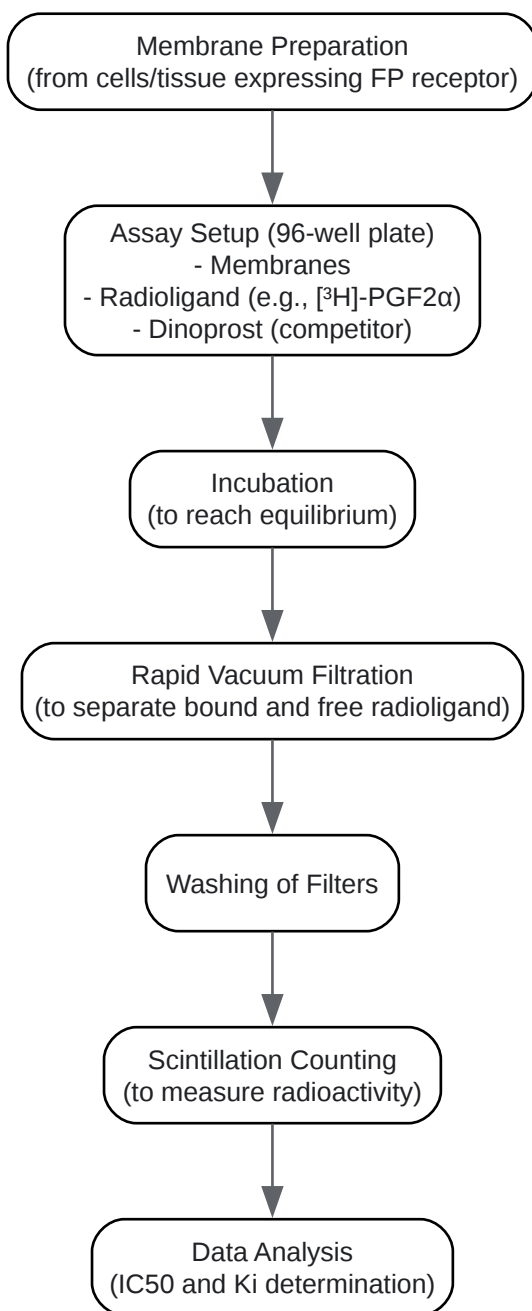 Membrane Preparation
(from cells/tissue expressing FP receptor)
Assay Setup (96-well plate)
- Membranes
- Radioligand (e.g., [³H]-PGF2α)
- Dinoprost (competitor)
Incubation
(to reach equilibrium)
Rapid Vacuum Filtration
(to separate bound and free radioligand)
Washing of Filters
Scintillation Counting
(to measure radioactivity)
Data Analysis
(IC50 and Ki determination)